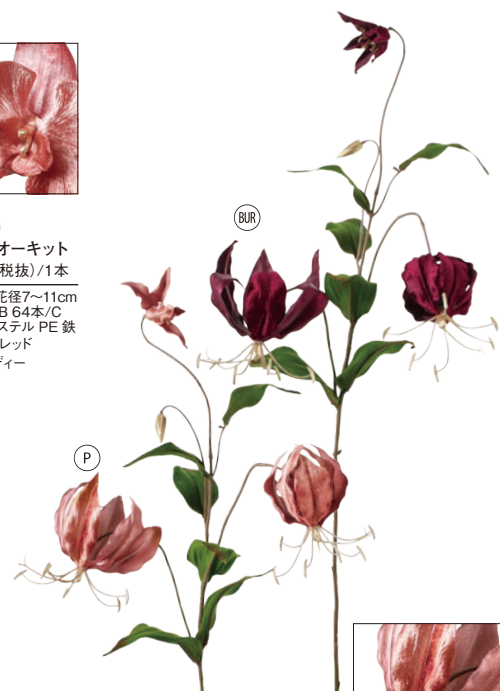 オーキット
税抜)/1本
花径7〜11cm
B 64本/C
ステル PE 鉄
レッド
ディー
BUR
P